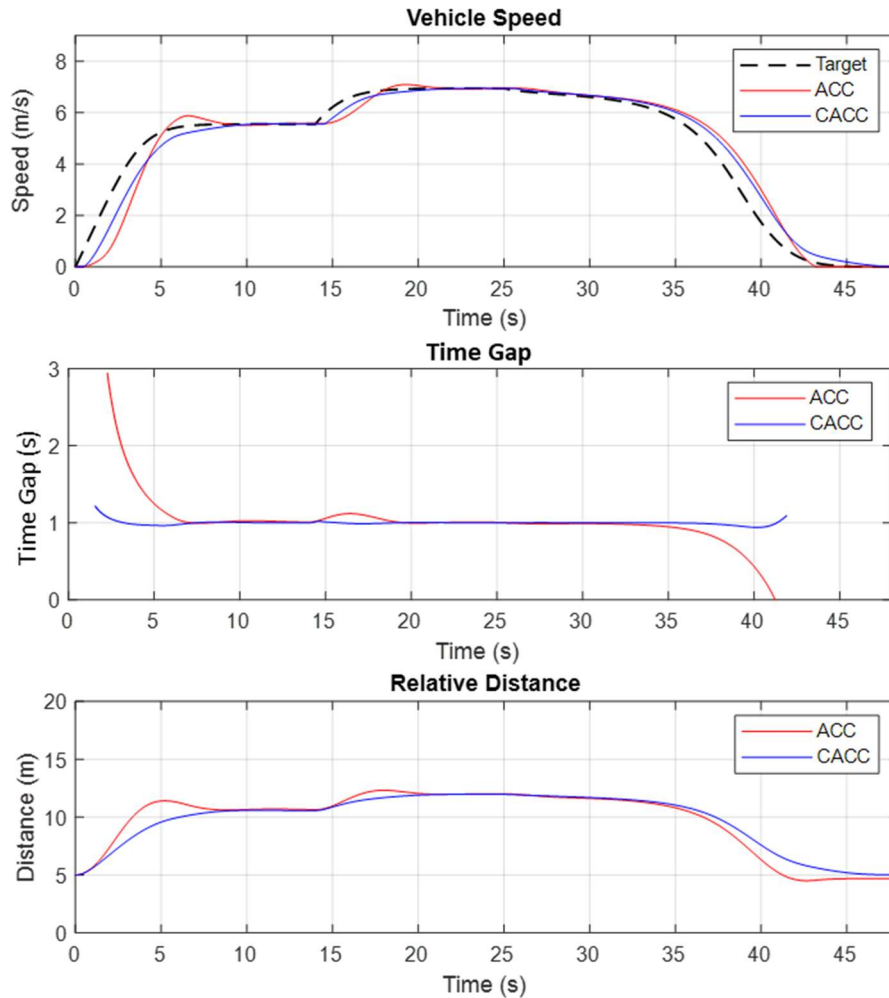 Vehicle Speed
8
6
4
2
0
Speed (m/s)
Target
ACC
CACC
0 5 10 15 20 25 30 35 40 45
Time (s)
Time Gap
3
2
1
0
Time Gap (s)
ACC
CACC
0 5 10 15 20 25 30 35 40 45
Time (s)
Relative Distance
20
15
10
5
0
Distance (m)
ACC
CACC
0 5 10 15 20 25 30 35 40 45
Time (s)